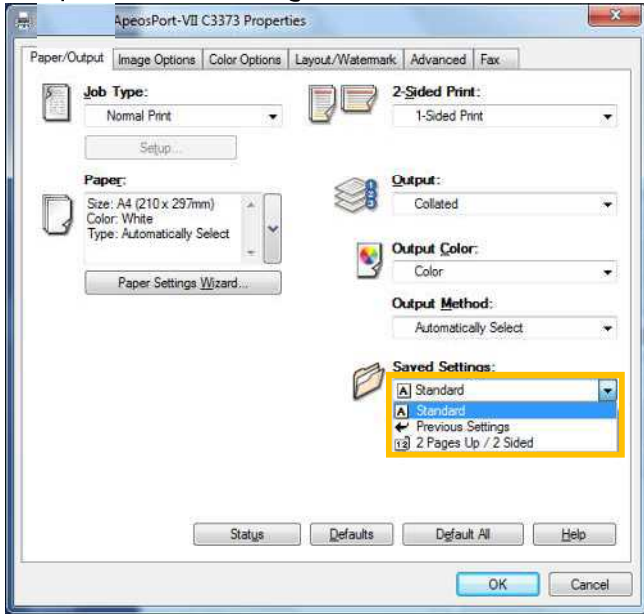 ApeosPort-VII C3373 Properties
Paper/Output Image Options Color Options Layout/Watermark Advanced Fax
Job Type:
Normal Print
Setup...
Paper:
Size: A4 (210 x 297mm)
Color: White
Type: Automatically Select
Paper Settings Wizard...
2-Sided Print:
1-Sided Print
Output:
Collated
Output Color:
Color
Output Method:
Automatically Select
Saved Settings:
Standard
Standard
Previous Settings
2 Pages Up / 2 Sided
Status Defaults Default All Help
OK Cancel